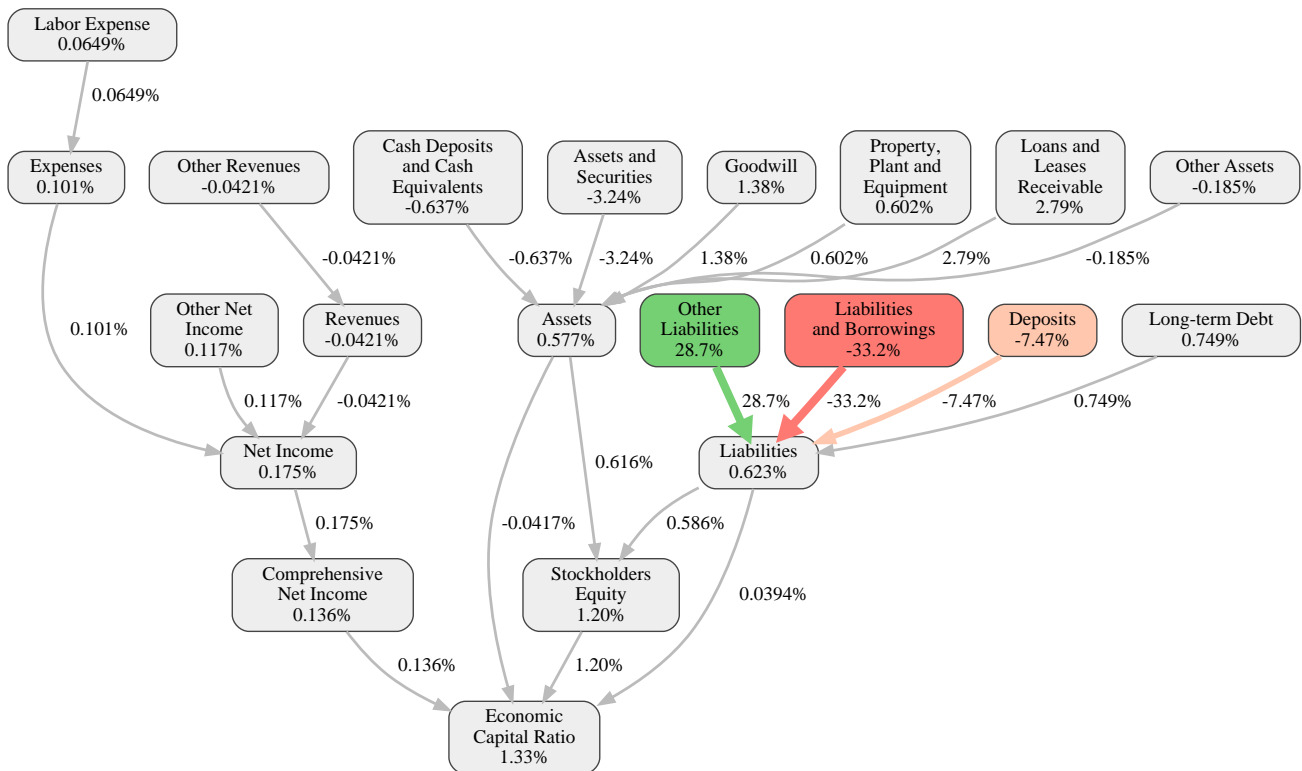 Labor Expense
0.0649%
0.0649%
Expenses
0.101%
Other Revenues
-0.0421%
Cash Deposits
and Cash
Equivalents
-0.637%
Assets and
Securities
-3.24%
Goodwill
1.38%
Property,
Plant and
Equipment
0.602%
Loans and
Leases
Receivable
2.79%
Other Assets
-0.185%
-0.0421%
-0.637%
-3.24%
1.38%
0.602%
2.79%
-0.185%
0.101%
Other Net
Income
0.117%
Revenues
-0.0421%
Assets
0.577%
Other
Liabilities
28.7%
Liabilities
and Borrowings
-33.2%
Deposits
-7.47%
Long-term Debt
0.749%
0.117%
-0.0421%
28.7%
-33.2%
-7.47%
0.749%
Net Income
0.175%
0.616%
Liabilities
0.623%
0.175%
-0.0417%
0.586%
Comprehensive
Net Income
0.136%
Stockholders
Equity
1.20%
0.0394%
0.136%
1.20%
Economic
Capital Ratio
1.33%